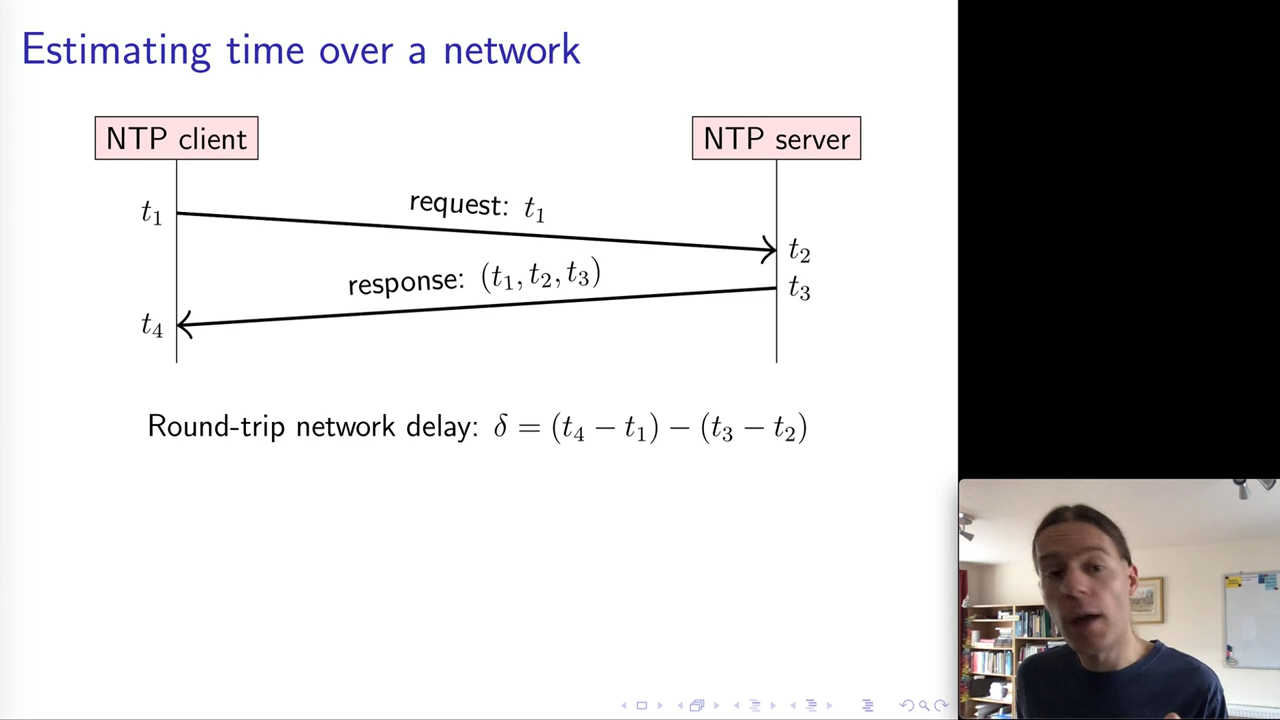 Estimating time over a network
NTP client
NTP server
request: t₁
t₁
t₂
response: (t₁, t₂, t₃)
t₃
t₄
Round-trip network delay: δ = (t₄ − t₁) − (t₃ − t₂)